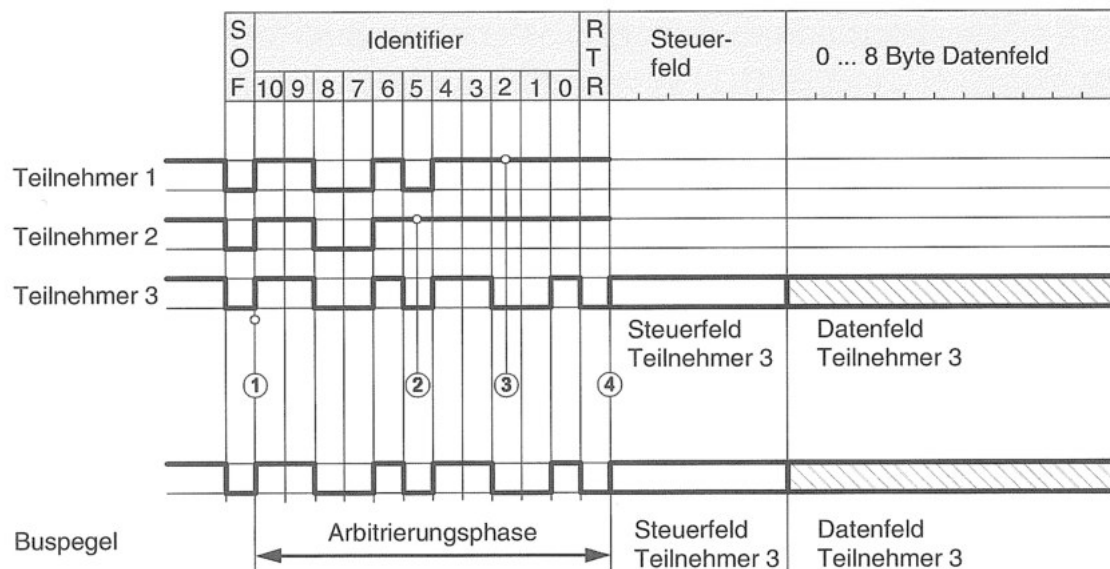 SOF
Identifier
RTR
Steuer-
feld
0 ... 8 Byte Datenfeld
10 9 8 7 6 5 4 3 2 1 0
Teilnehmer 1
Teilnehmer 2
Teilnehmer 3
Steuerfeld
Teilnehmer 3
Datenfeld
Teilnehmer 3
1 2 3 4
Buspegel
Arbitrierungsphase
Steuerfeld
Teilnehmer 3
Datenfeld
Teilnehmer 3